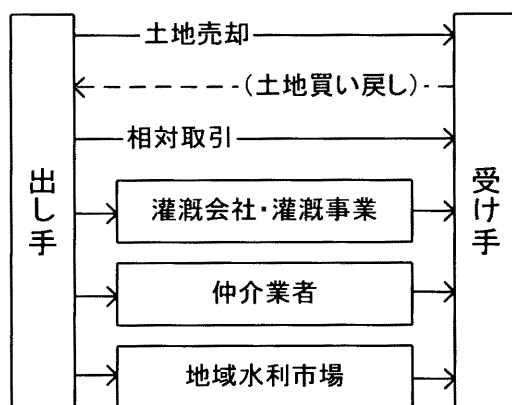 出し手
土地売却
(土地買い戻し)
相対取引
灌漑会社・灌漑事業
仲介業者
地域水利市場
受け手